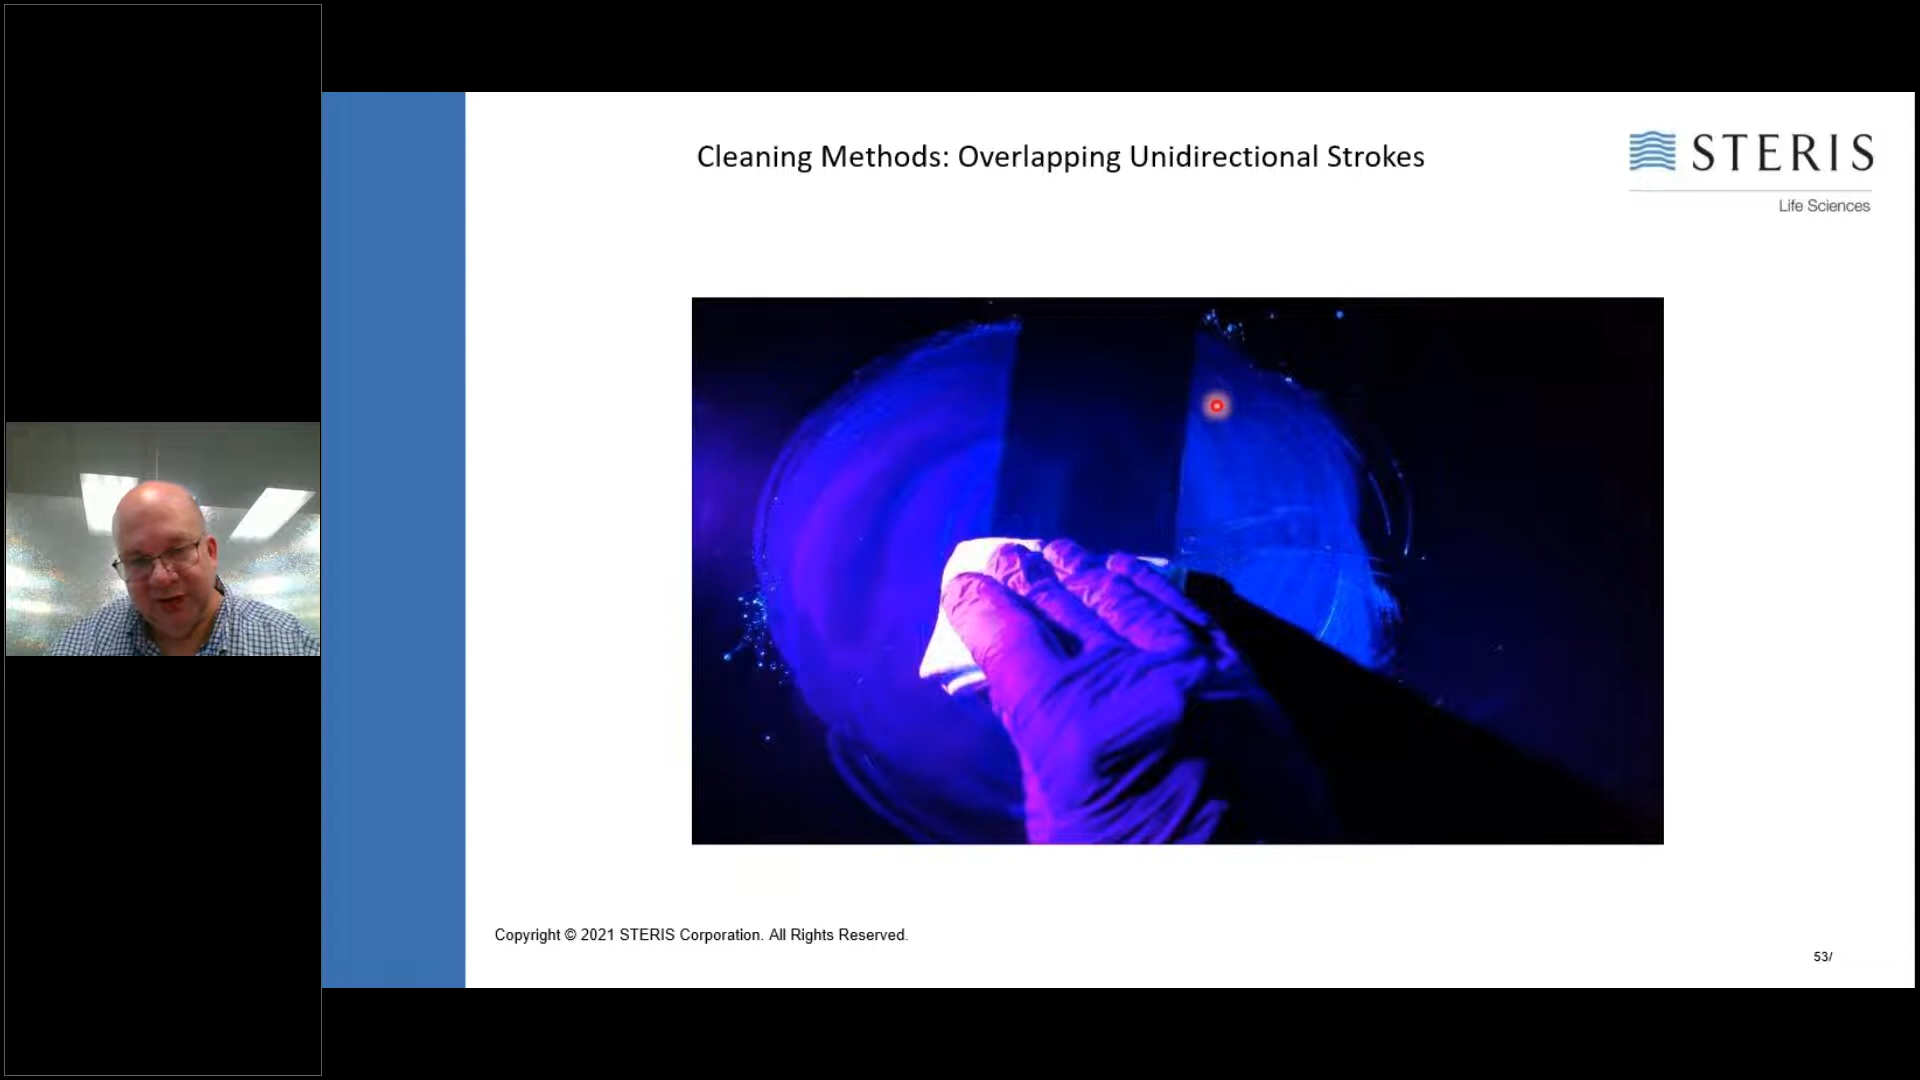 Cleaning Methods: Overlapping Unidirectional Strokes
STERIS
Life Sciences
Copyright © 2021 STERIS Corporation. All Rights Reserved.
53/